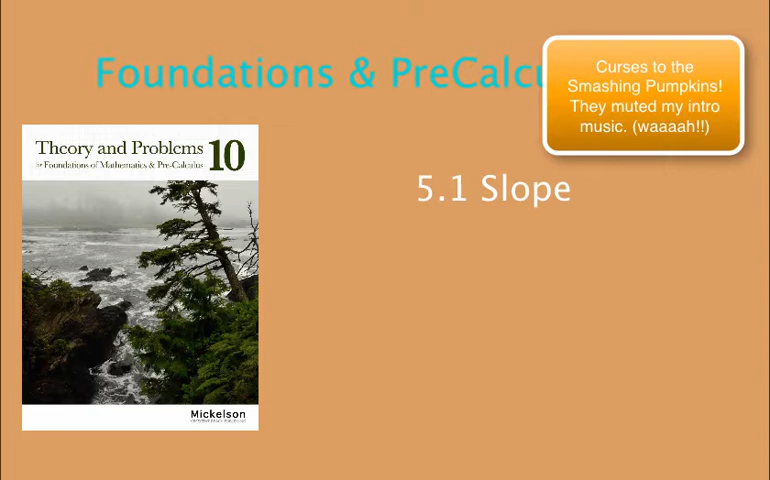 Foundations & PreCalcu
Curses to the
Smashing Pumpkins!
They muted my intro
music. (waaaah!!)
Theory and Problems 10
for Foundations of Mathematics & Pre-Calculus
5.1 Slope
Mickelson